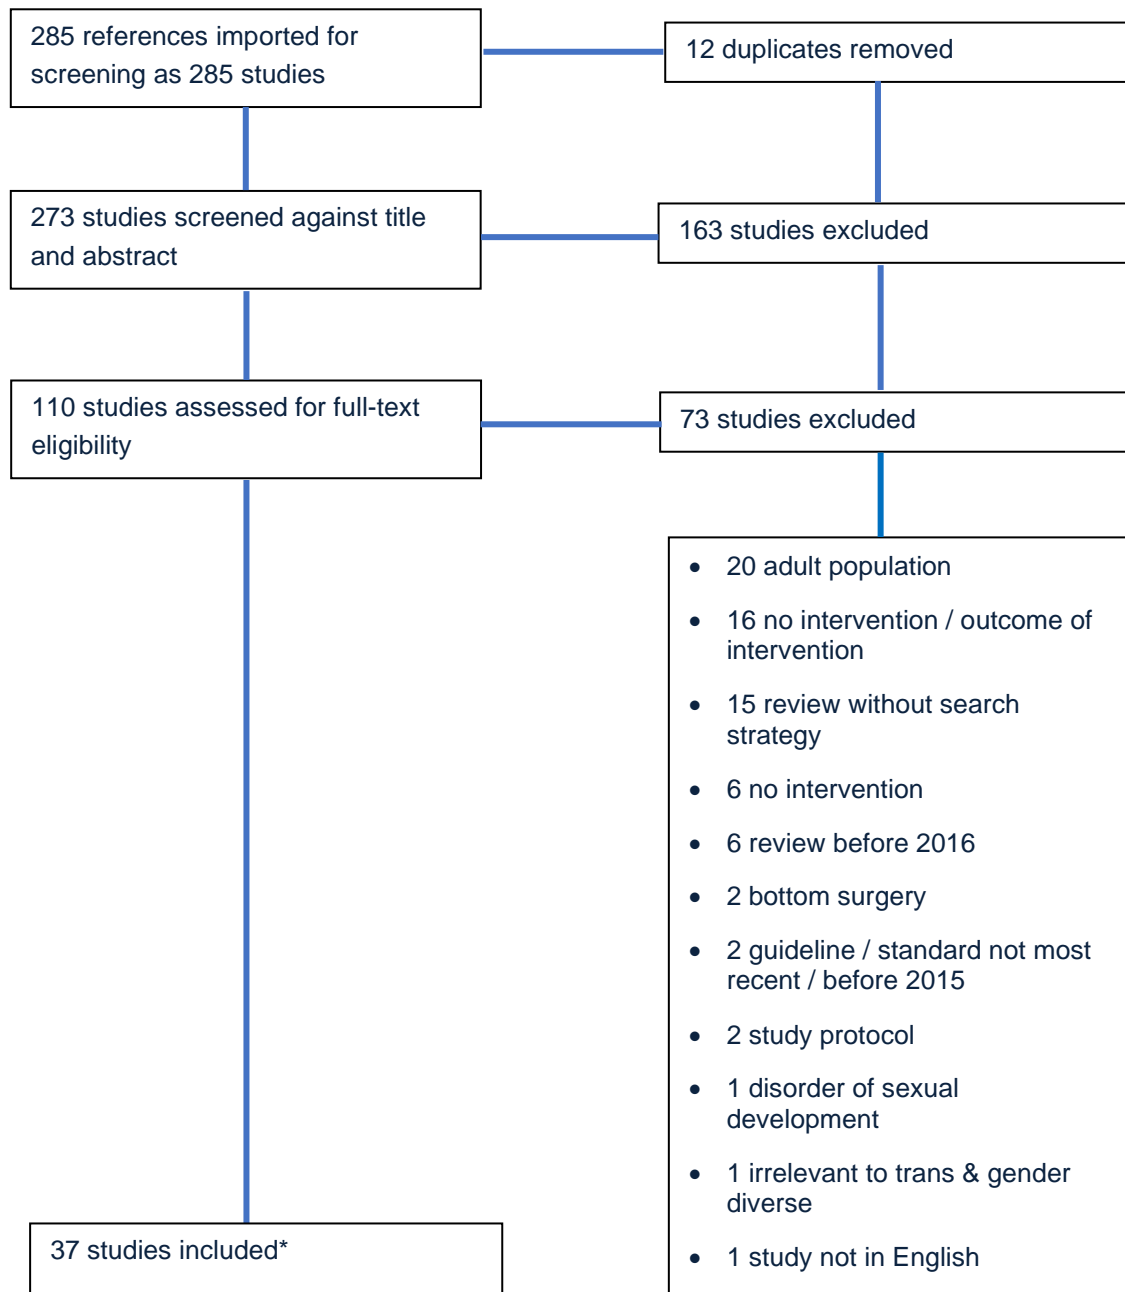 285 references imported for
screening as 285 studies
12 duplicates removed
273 studies screened against title
and abstract
163 studies excluded
110 studies assessed for full-text
eligibility
73 studies excluded
• 20 adult population
• 16 no intervention / outcome of
intervention
• 15 review without search
strategy
• 6 no intervention
• 6 review before 2016
• 2 bottom surgery
• 2 guideline / standard not most
recent / before 2015
• 2 study protocol
• 1 disorder of sexual
development
• 1 irrelevant to trans & gender
diverse
• 1 study not in English
37 studies included*